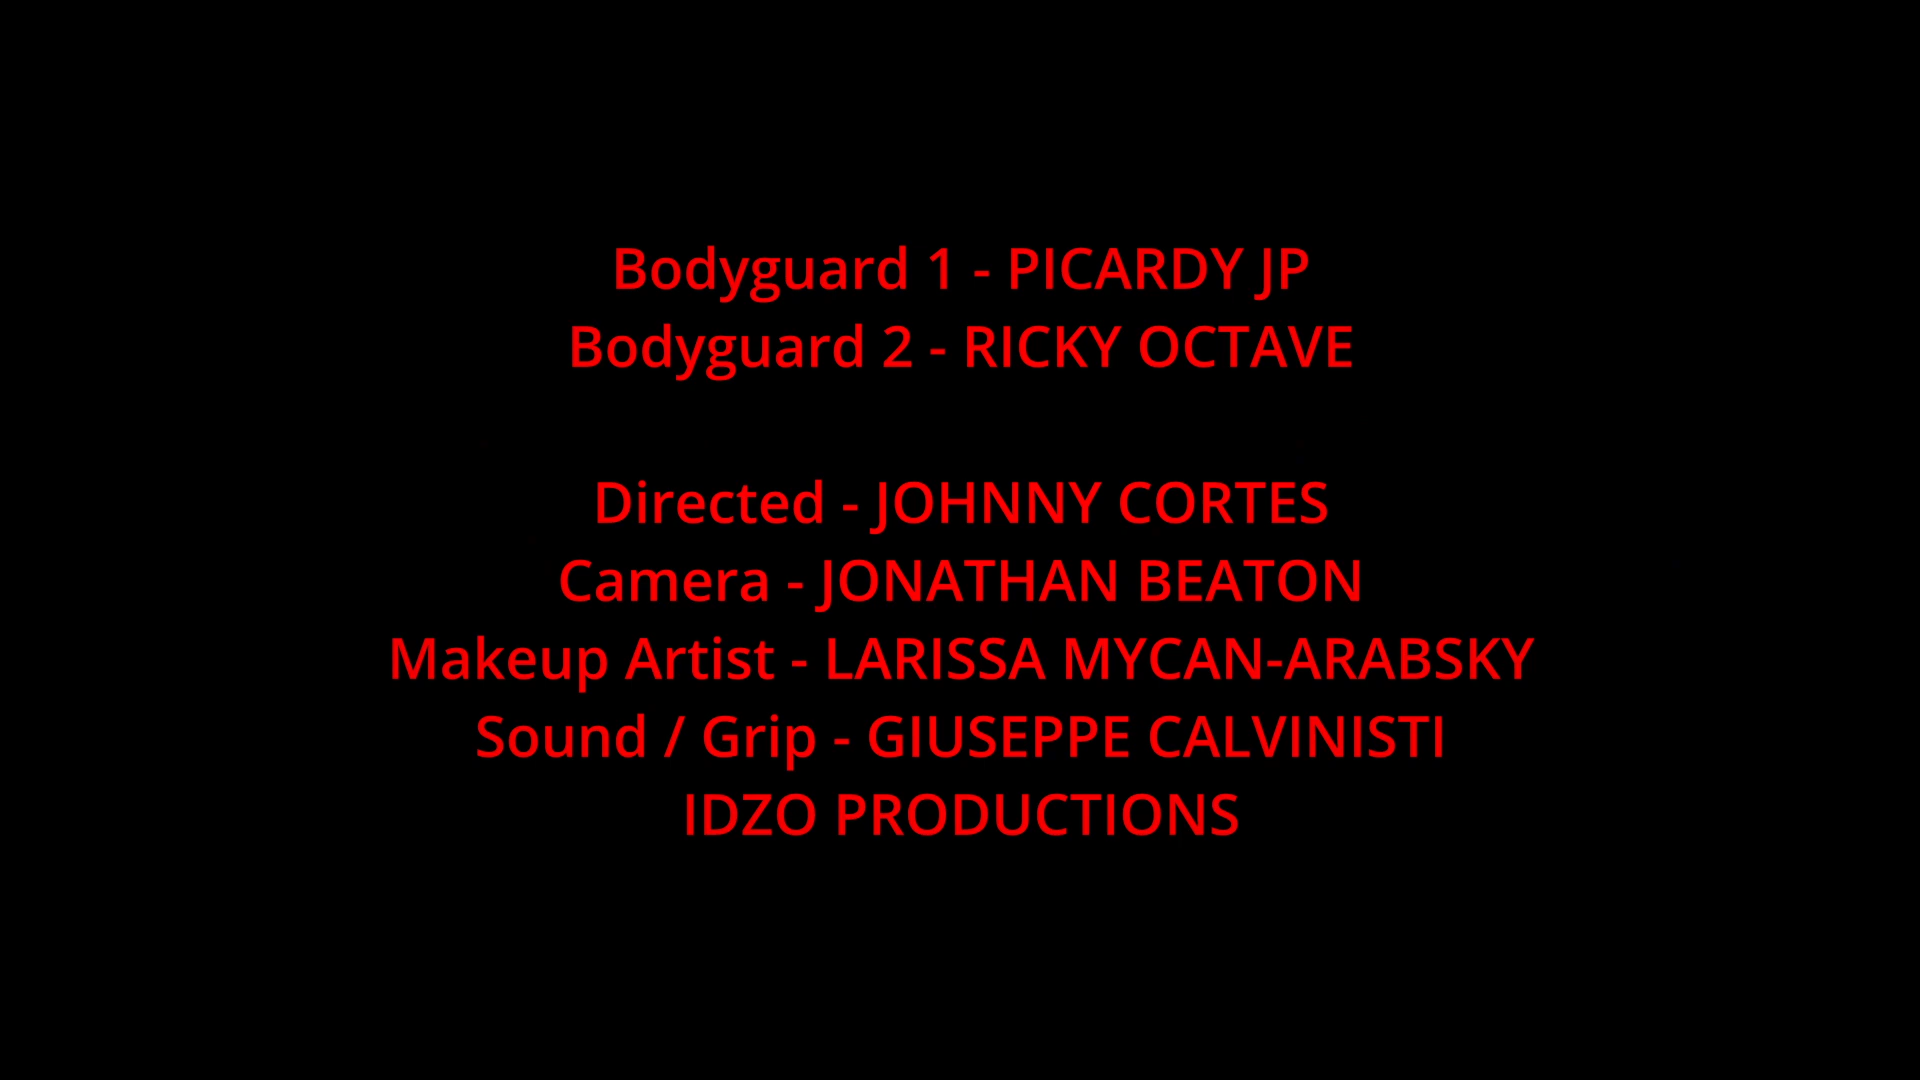 Bodyguard 1 - PICARDY JP
Bodyguard 2 - RICKY OCTAVE
Directed - JOHNNY CORTES
Camera - JONATHAN BEATON
Makeup Artist - LARISSA MYCAN-ARABSKY
Sound / Grip - GIUSEPPE CALVINISTI
IDZO PRODUCTIONS